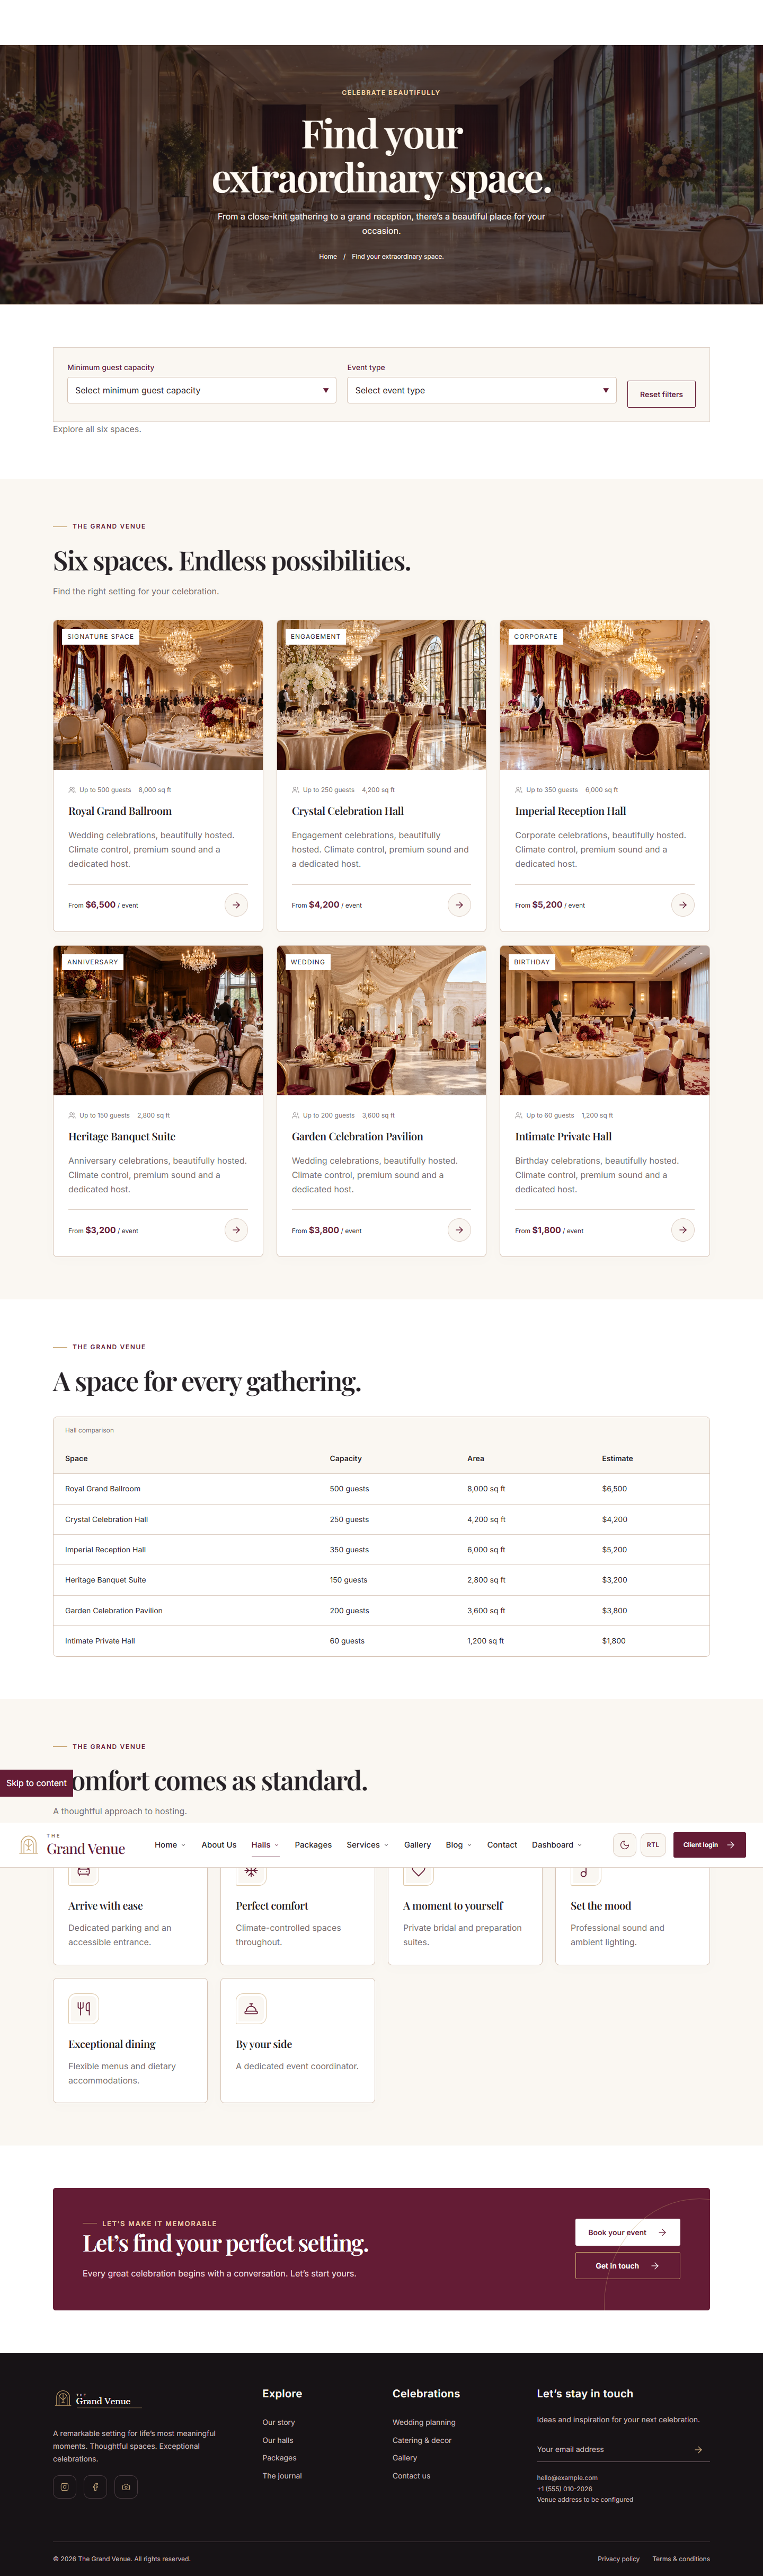 CELEBRATE BEAUTIFULLY
Find your
extraordinary space.
From a close-knit gathering to a grand reception, there's a beautiful place for your
occasion.
Home / Find your extraordinary space.
Minimum guest capacity
Event type
Select minimum guest capacity
Select event type
Reset filters
Explore all six spaces.
THE GRAND VENUE
Six spaces. Endless possibilities.
Find the right setting for your celebration.
SIGNATURE SPACE
Up to 500 guests 8,000 sq ft
Royal Grand Ballroom
Wedding celebrations, beautifully hosted.
Climate control, premium sound and a
dedicated host.
From $6,500 / event
ENGAGEMENT
Up to 250 guests 4,200 sq ft
Crystal Celebration Hall
Engagement celebrations, beautifully
hosted. Climate control, premium sound and
a dedicated host.
From $4,200 / event
CORPORATE
Up to 350 guests 6,000 sq ft
Imperial Reception Hall
Corporate celebrations, beautifully hosted.
Climate control, premium sound and a
dedicated host.
From $5,200 / event
ANNIVERSARY
Up to 150 guests 2,800 sq ft
Heritage Banquet Suite
Anniversary celebrations, beautifully hosted.
Climate control, premium sound and a
dedicated host.
From $3,200 / event
WEDDING
Up to 200 guests 3,600 sq ft
Garden Celebration Pavilion
Wedding celebrations, beautifully hosted.
Climate control, premium sound and a
dedicated host.
From $3,800 / event
BIRTHDAY
Up to 60 guests 1,200 sq ft
Intimate Private Hall
Birthday celebrations, beautifully hosted.
Climate control, premium sound and a
dedicated host.
From $1,800 / event
THE GRAND VENUE
A space for every gathering.
Hall comparison
Space Capacity Area Estimate
Royal Grand Ballroom 500 guests 8,000 sq ft $6,500
Crystal Celebration Hall 250 guests 4,200 sq ft $4,200
Imperial Reception Hall 350 guests 6,000 sq ft $5,200
Heritage Banquet Suite 150 guests 2,800 sq ft $3,200
Garden Celebration Pavilion 200 guests 3,600 sq ft $3,800
Intimate Private Hall 60 guests 1,200 sq ft $1,800
THE GRAND VENUE
Skip to content
omfort comes as standard.
A thoughtful approach to hosting.
THE
Grand Venue
Home About Us Halls Packages Services Gallery Blog Contact Dashboard
RTL
Client login
Arrive with ease
Dedicated parking and an
accessible entrance.
Perfect comfort
Climate-controlled spaces
throughout.
A moment to yourself
Private bridal and preparation
suites.
Set the mood
Professional sound and
ambient lighting.
Exceptional dining
Flexible menus and dietary
accommodations.
By your side
A dedicated event coordinator.
LET'S MAKE IT MEMORABLE
Let's find your perfect setting.
Every great celebration begins with a conversation. Let's start yours.
Book your event
Get in touch
THE
Grand Venue
A remarkable setting for life's most meaningful
moments. Thoughtful spaces. Exceptional
celebrations.
Explore
Our story
Our halls
Packages
The journal
Celebrations
Wedding planning
Catering & decor
Gallery
Contact us
Let's stay in touch
Ideas and inspiration for your next celebration.
Your email address
hello@example.com
+1 (555) 010-2026
Venue address to be configured
© 2026 The Grand Venue. All rights reserved.
Privacy policy Terms & conditions